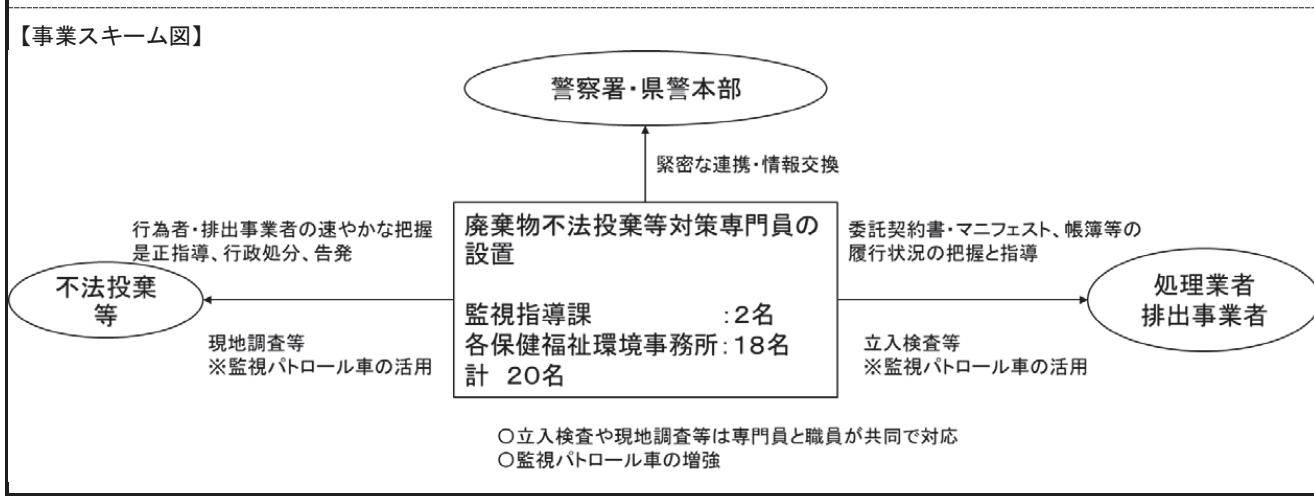 【事業スキーム図】
警察署・県警本部
緊密な連携・情報交換
行為者・排出事業者の速やかな把握
是正指導、行政処分、告発
不法投棄
等
現地調査等
※監視パトロール車の活用
廃棄物不法投棄等対策専門員の
設置
監視指導課　　　　：2名
各保健福祉環境事務所：18名
計　20名
委託契約書・マニフェスト、帳簿等の
履行状況の把握と指導
処理業者
排出事業者
立入検査等
※監視パトロール車の活用
○立入検査や現地調査等は専門員と職員が共同で対応
○監視パトロール車の増強